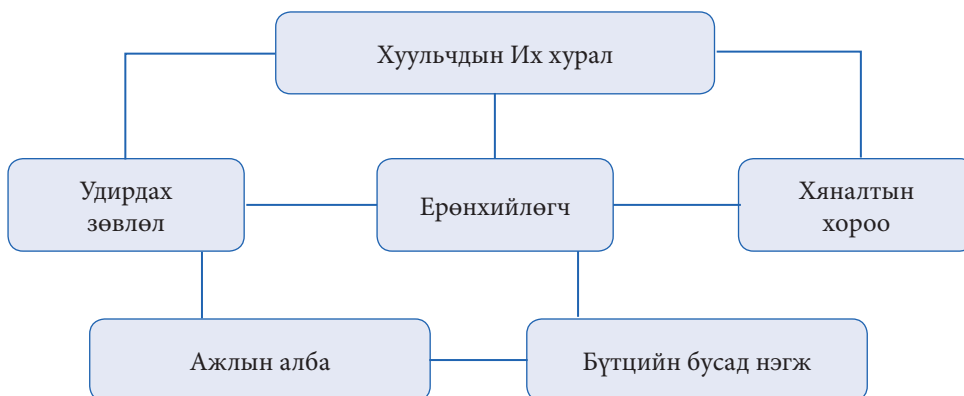 Хуульчдын Их хурал
Удирдах
зөвлөл
Ерөнхийлөгч
Хяналтын
хороо
Ажлын алба
Бүтцийн бусад нэгж